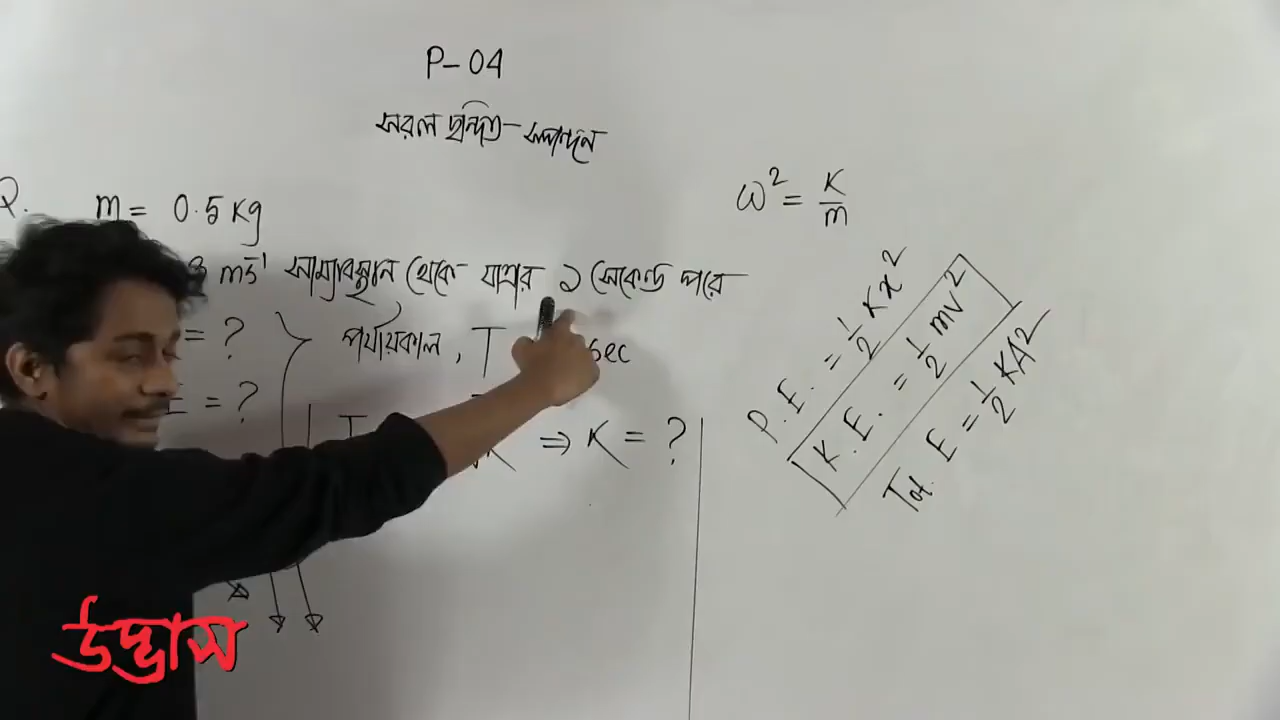 P-04
সরল ছন্দিত-স্পন্দন
Q. m = 0.5 kg
ms⁻¹ সাম্যাবস্থান থেকে যাত্রার ১ সেকেন্ড পরে
= ?
পর্যায়কাল, T sec
= ?
⇒ K = ?
ω² = K/m
P.E. = 1/2 Kx²
K.E. = 1/2 mv²
Tot. E = 1/2 KA²
উদ্ভাস